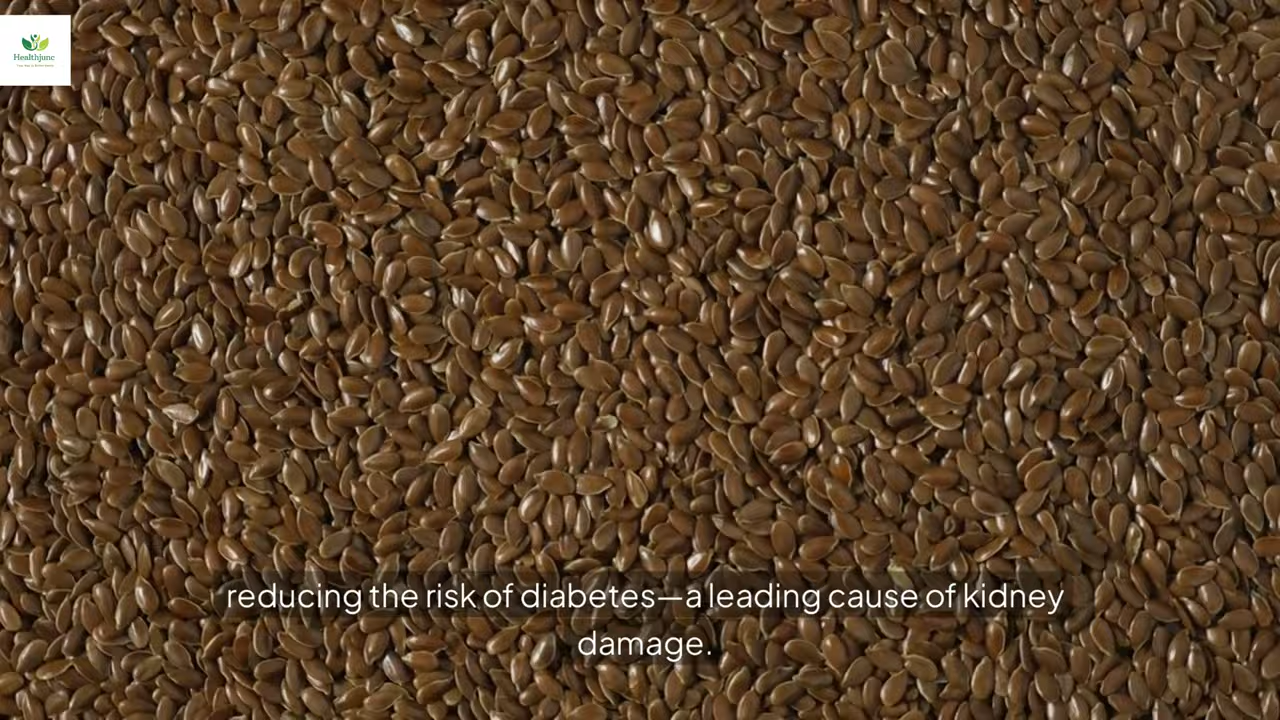 Healthjunc
reducing the risk of diabetes—a leading cause of kidney
damage.